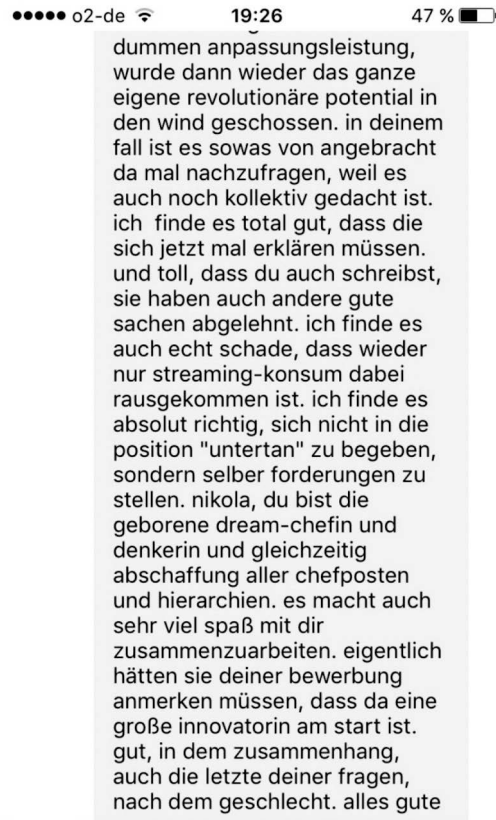 o2-de 19:26 47 %
dummen anpassungsleistung,
wurde dann wieder das ganze
eigene revolutionäre potential in
den wind geschossen. in deinem
fall ist es sowas von angebracht
da mal nachzufragen, weil es
auch noch kollektiv gedacht ist.
ich finde es total gut, dass die
sich jetzt mal erklären müssen.
und toll, dass du auch schreibst,
sie haben auch andere gute
sachen abgelehnt. ich finde es
auch echt schade, dass wieder
nur streaming-konsum dabei
rausgekommen ist. ich finde es
absolut richtig, sich nicht in die
position "untertan" zu begeben,
sondern selber forderungen zu
stellen. nikola, du bist die
geborene dream-chefin und
denkerin und gleichzeitig
abschaffung aller chefposten
und hierarchien. es macht auch
sehr viel spaß mit dir
zusammenzuarbeiten. eigentlich
hätten sie deiner bewerbung
anmerken müssen, dass da eine
große innovatorin am start ist.
gut, in dem zusammenhang,
auch die letzte deiner fragen,
nach dem geschlecht. alles gute